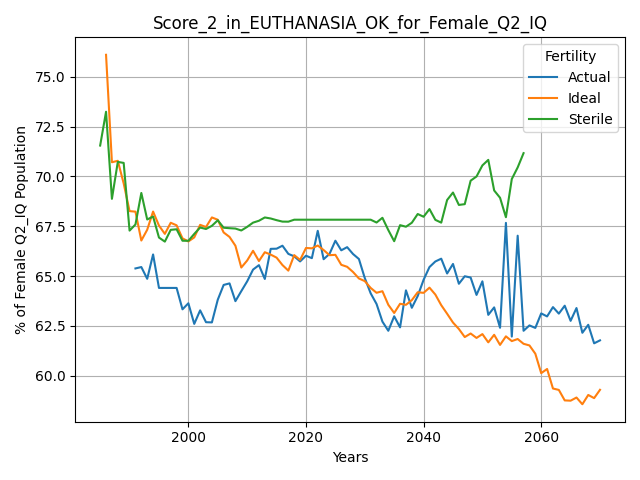 Score_2_in_EUTHANASIA_OK_for_Female_Q2_IQ
Fertility
Actual
Ideal
Sterile
% of Female Q2_IQ Population
75.0
72.5
70.0
67.5
65.0
62.5
60.0
2000
2020
2040
2060
Years